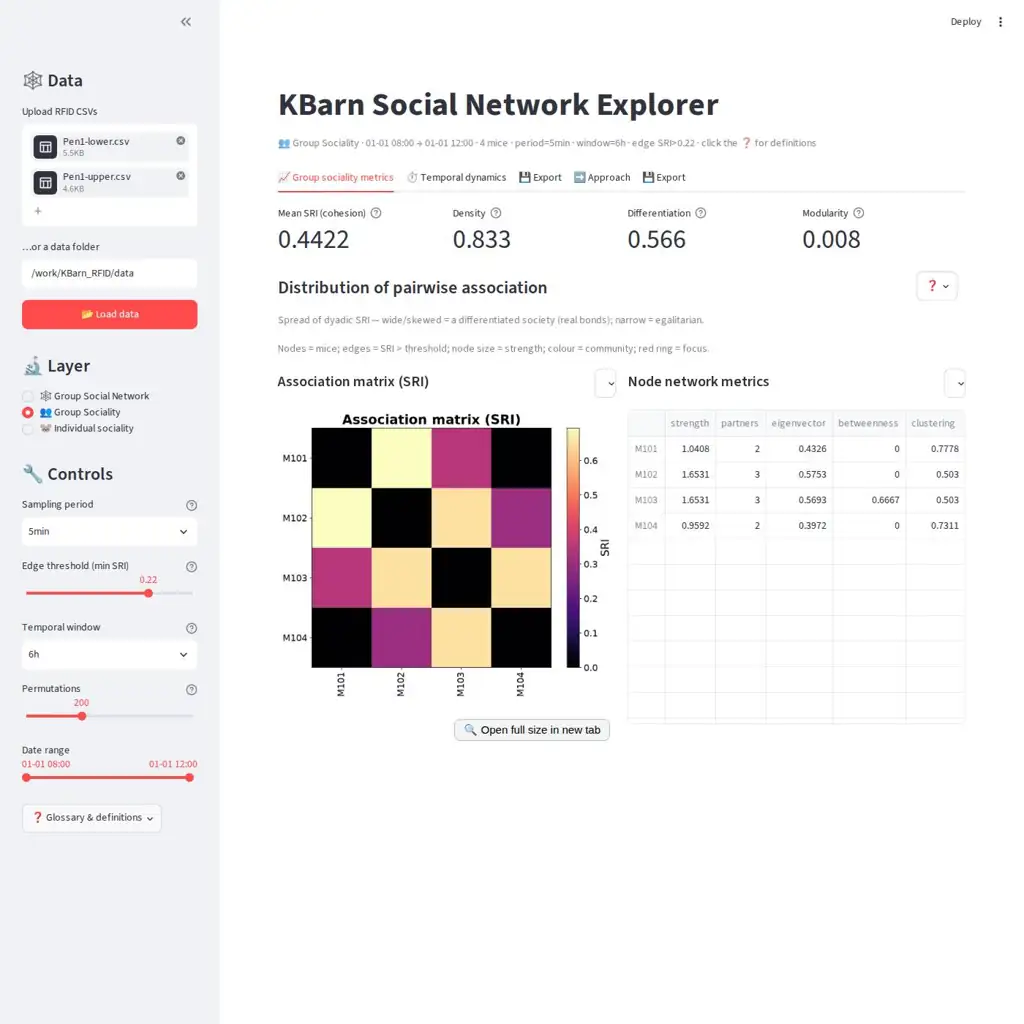 Deploy
Data
Upload RFID CSVs
Pen1-lower.csv
5.5KB
Pen1-upper.csv
4.6KB
+
...or a data folder
/work/KBarn_RFID/data
Load data
Layer
Group Social Network
Group Sociality
Individual sociality
Controls
Sampling period
5min
Edge threshold (min SRI)
0.22
Temporal window
6h
Permutations
200
Date range
01-01 08:00 01-01 12:00
❓ Glossary & definitions
KBarn Social Network Explorer
Group Sociality · 01-01 08:00 → 01-01 12:00 · 4 mice · period=5min · window=6h · edge SRI>0.22 · click the ❓ for definitions
Group sociality metrics Temporal dynamics Export Approach Export
Mean SRI (cohesion) Density Differentiation Modularity
0.4422 0.833 0.566 0.008
Distribution of pairwise association
❓
Spread of dyadic SRI — wide/skewed = a differentiated society (real bonds); narrow = egalitarian.
Nodes = mice; edges = SRI > threshold; node size = strength; colour = community; red ring = focus.
Association matrix (SRI)
Association matrix (SRI)
M101
M102
M103
M104
M101 M102 M103 M104
0.6
0.5
0.4
0.3
0.2
0.1
0.0
SRI
Open full size in new tab
Node network metrics
strength partners eigenvector betweenness clustering
M101 1.0408 2 0.4326 0 0.7778
M102 1.6531 3 0.5753 0 0.503
M103 1.6531 3 0.5693 0.6667 0.503
M104 0.9592 2 0.3972 0 0.7311